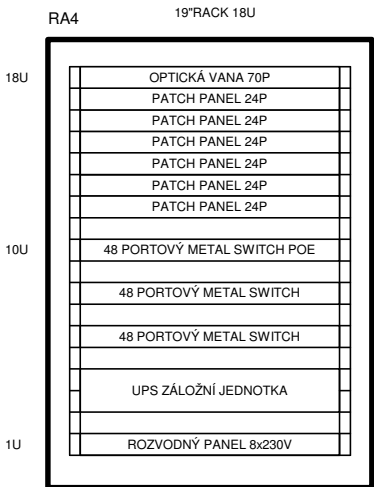 RA4
19"RACK 18U
18U
OPTICKÁ VANA 70P
PATCH PANEL 24P
PATCH PANEL 24P
PATCH PANEL 24P
PATCH PANEL 24P
PATCH PANEL 24P
PATCH PANEL 24P
10U
48 PORTOVÝ METAL SWITCH POE
48 PORTOVÝ METAL SWITCH
48 PORTOVÝ METAL SWITCH
UPS ZÁLOŽNÍ JEDNOTKA
1U
ROZVODNÝ PANEL 8x230V